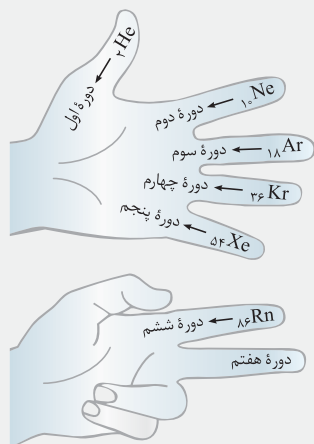 ₂He ← دورهٔ اول
₁₀Ne ← دورهٔ دوم
₁₈Ar ← دورهٔ سوم
₃₆Kr ← دورهٔ چهارم
₅₄Xe ← دورهٔ پنجم
₈₆Rn ← دورهٔ ششم
دورهٔ هفتم